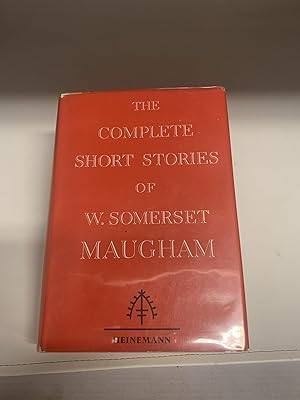 THE
COMPLETE
SHORT STORIES
OF
W. SOMERSET
MAUGHAM
HEINEMANN